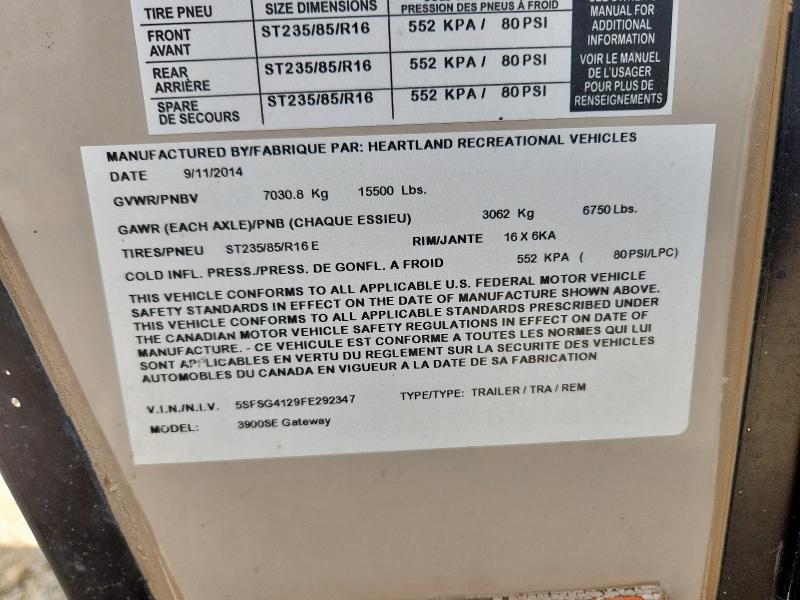 TIRE PNEU SIZE DIMENSIONS PRESSION DES PNEUS À FROID
FRONT AVANT ST235/85/R16 552 KPA / 80 PSI
REAR ARRIÈRE ST235/85/R16 552 KPA / 80 PSI
SPARE DE SECOURS ST235/85/R16 552 KPA / 80 PSI
MANUAL FOR
ADDITIONAL
INFORMATION
VOIR LE MANUEL
DE L'USAGER
POUR PLUS DE
RENSEIGNEMENTS
MANUFACTURED BY/FABRIQUE PAR: HEARTLAND RECREATIONAL VEHICLES
DATE 9/11/2014
GVWR/PNBV 7030.8 Kg 15500 Lbs.
GAWR (EACH AXLE)/PNB (CHAQUE ESSIEU) 3062 Kg 6750 Lbs.
TIRES/PNEU ST235/85/R16 E RIM/JANTE 16 X 6KA
COLD INFL. PRESS./PRESS. DE GONFL. A FROID 552 KPA ( 80 PSI/LPC)
THIS VEHICLE CONFORMS TO ALL APPLICABLE U.S. FEDERAL MOTOR VEHICLE
SAFETY STANDARDS IN EFFECT ON THE DATE OF MANUFACTURE SHOWN ABOVE.
THIS VEHICLE CONFORMS TO ALL APPLICABLE STANDARDS PRESCRIBED UNDER
THE CANADIAN MOTOR VEHICLE SAFETY REGULATIONS IN EFFECT ON DATE OF
MANUFACTURE. - CE VEHICULE EST CONFORME A TOUTES LES NORMES QUI LUI
SONT APPLICABLES EN VERTU DU REGLEMENT SUR LA SECURITE DES VEHICLES
AUTOMOBILES DU CANADA EN VIGUEUR A LA DATE DE SA FABRICATION
V.I.N./N.I.V. 5SFSG4129FE292347 TYPE/TYPE: TRAILER / TRA / REM
MODEL: 3900SE Gateway